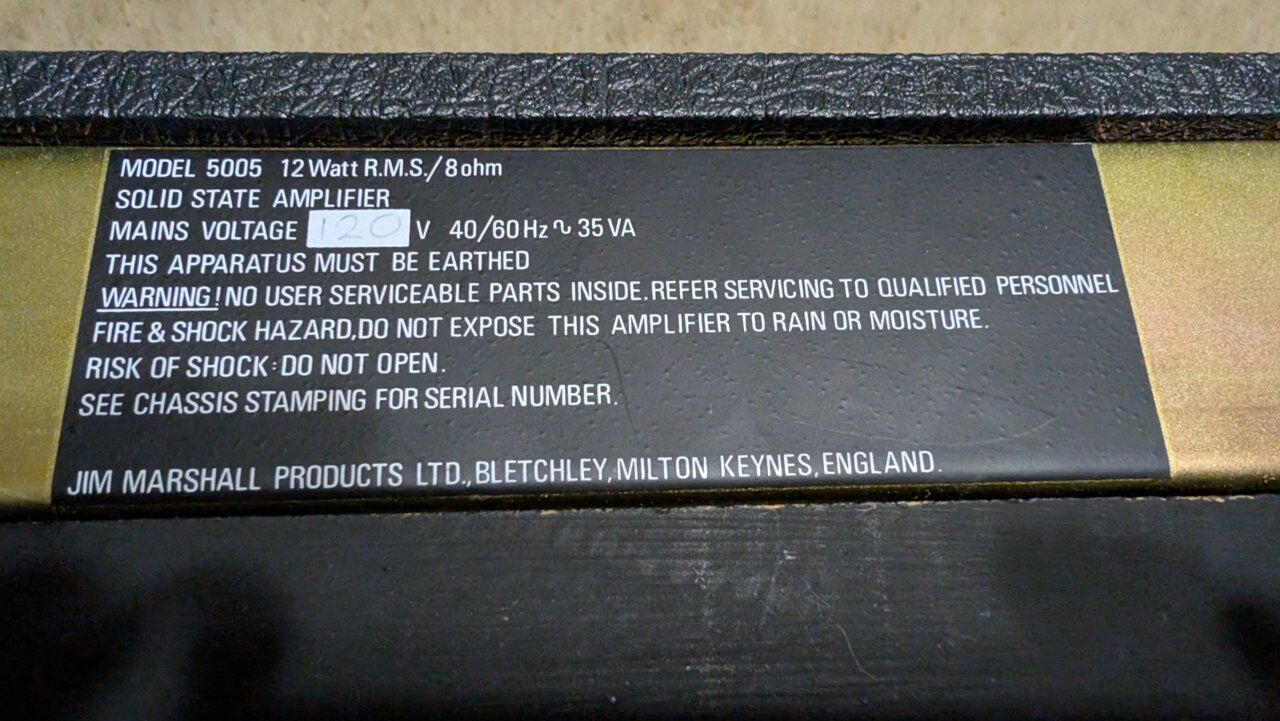 MODEL 5005 12 Watt R.M.S./8 ohm
SOLID STATE AMPLIFIER
MAINS VOLTAGE 120 V 40/60 Hz ∿ 35 VA
THIS APPARATUS MUST BE EARTHED
WARNING! NO USER SERVICEABLE PARTS INSIDE. REFER SERVICING TO QUALIFIED PERSONNEL
FIRE & SHOCK HAZARD, DO NOT EXPOSE THIS AMPLIFIER TO RAIN OR MOISTURE.
RISK OF SHOCK: DO NOT OPEN.
SEE CHASSIS STAMPING FOR SERIAL NUMBER.
JIM MARSHALL PRODUCTS LTD., BLETCHLEY, MILTON KEYNES, ENGLAND.